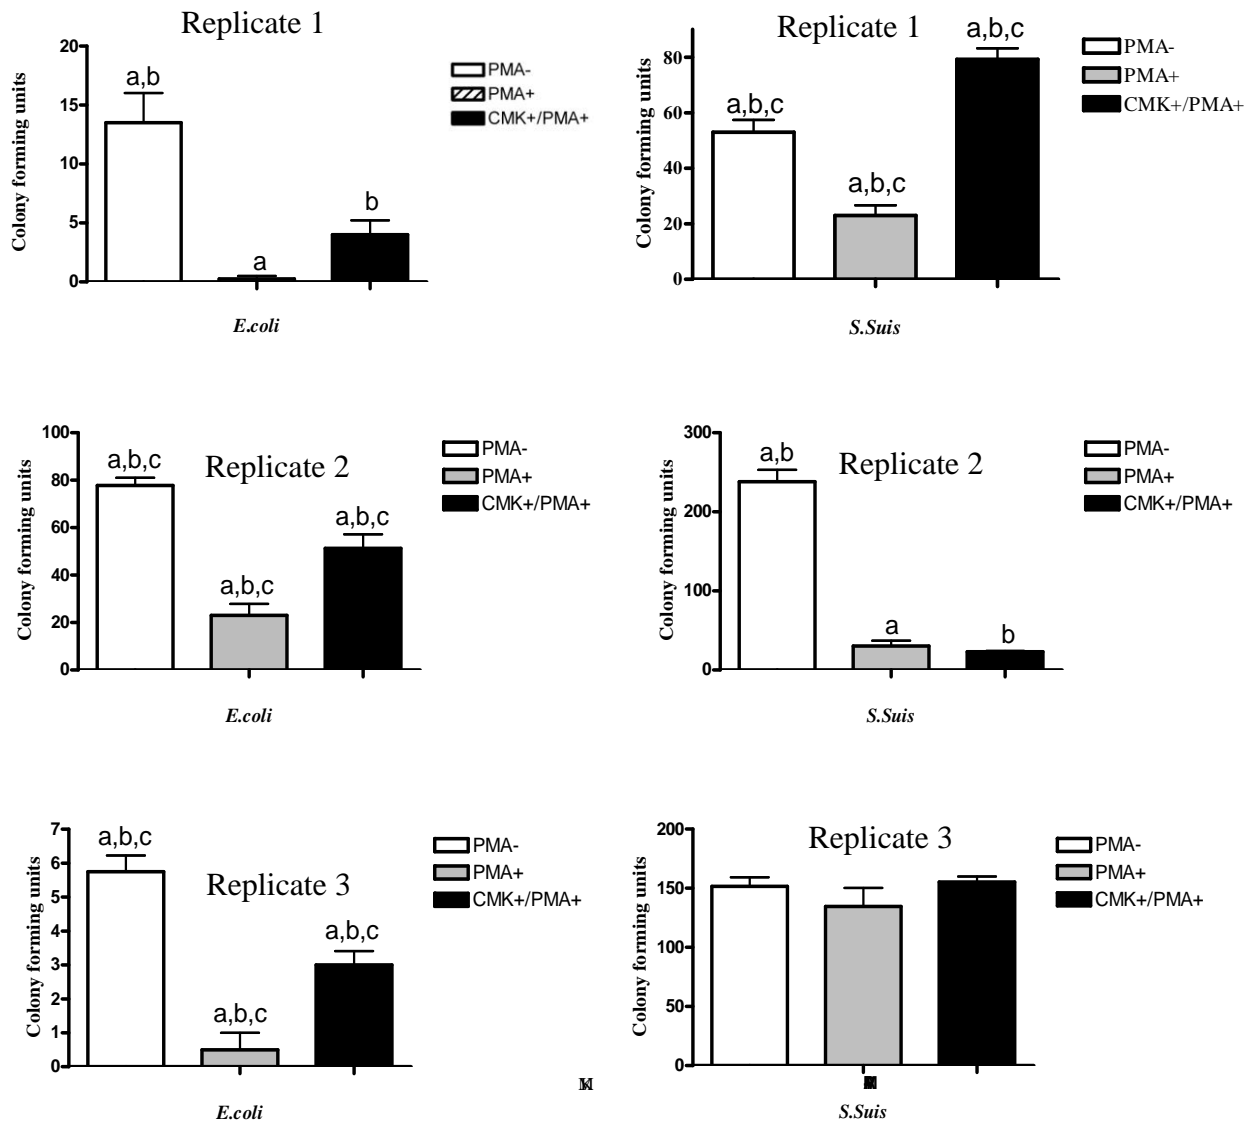 Replicate 1
Colony forming units
20
15
10
5
0
a,b
a
b
PMA-
PMA+
CMK+/PMA+
E.coli
Replicate 1
Colony forming units
80
60
40
20
0
a,b,c
a,b,c
a,b,c
PMA-
PMA+
CMK+/PMA+
S.Suis
Replicate 2
Colony forming units
100
80
60
40
20
0
a,b,c
a,b,c
a,b,c
PMA-
PMA+
CMK+/PMA+
E.coli
Replicate 2
Colony forming units
300
200
100
0
a,b
a
b
PMA-
PMA+
CMK+/PMA+
S.Suis
Replicate 3
Colony forming units
7
6
5
4
3
2
1
0
a,b,c
a,b,c
a,b,c
PMA-
PMA+
CMK+/PMA+
E.coli
Replicate 3
Colony forming units
200
150
100
50
0
PMA-
PMA+
CMK+/PMA+
S.Suis